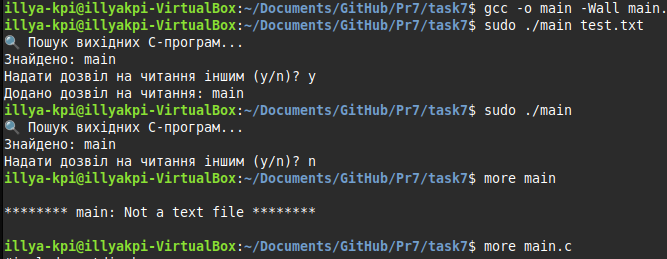 illya-kpi@illyakpi-VirtualBox:~/Documents/GitHub/Pr7/task7$ gcc -o main -Wall main.
illya-kpi@illyakpi-VirtualBox:~/Documents/GitHub/Pr7/task7$ sudo ./main test.txt
🔍 Пошук вихідних C-програм...
Знайдено: main
Надати дозвіл на читання іншим (y/n)? y
Додано дозвіл на читання: main
illya-kpi@illyakpi-VirtualBox:~/Documents/GitHub/Pr7/task7$ sudo ./main
🔍 Пошук вихідних C-програм...
Знайдено: main
Надати дозвіл на читання іншим (y/n)? n
illya-kpi@illyakpi-VirtualBox:~/Documents/GitHub/Pr7/task7$ more main
******** main: Not a text file ********
illya-kpi@illyakpi-VirtualBox:~/Documents/GitHub/Pr7/task7$ more main.c